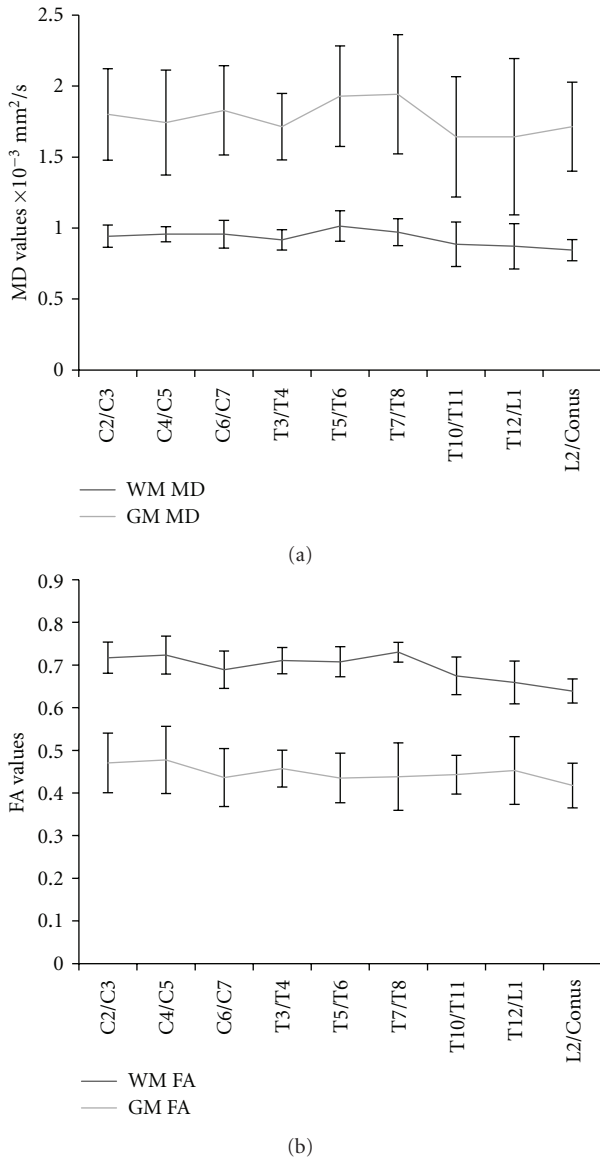 2.5
2
1.5
1
0.5
0
MD values ×10⁻³ mm²/s
C2/C3
C4/C5
C6/C7
T3/T4
T5/T6
T7/T8
T10/T11
T12/L1
L2/Conus
WM MD
GM MD
(a)
0.9
0.8
0.7
0.6
0.5
0.4
0.3
0.2
0.1
0
FA values
C2/C3
C4/C5
C6/C7
T3/T4
T5/T6
T7/T8
T10/T11
T12/L1
L2/Conus
WM FA
GM FA
(b)